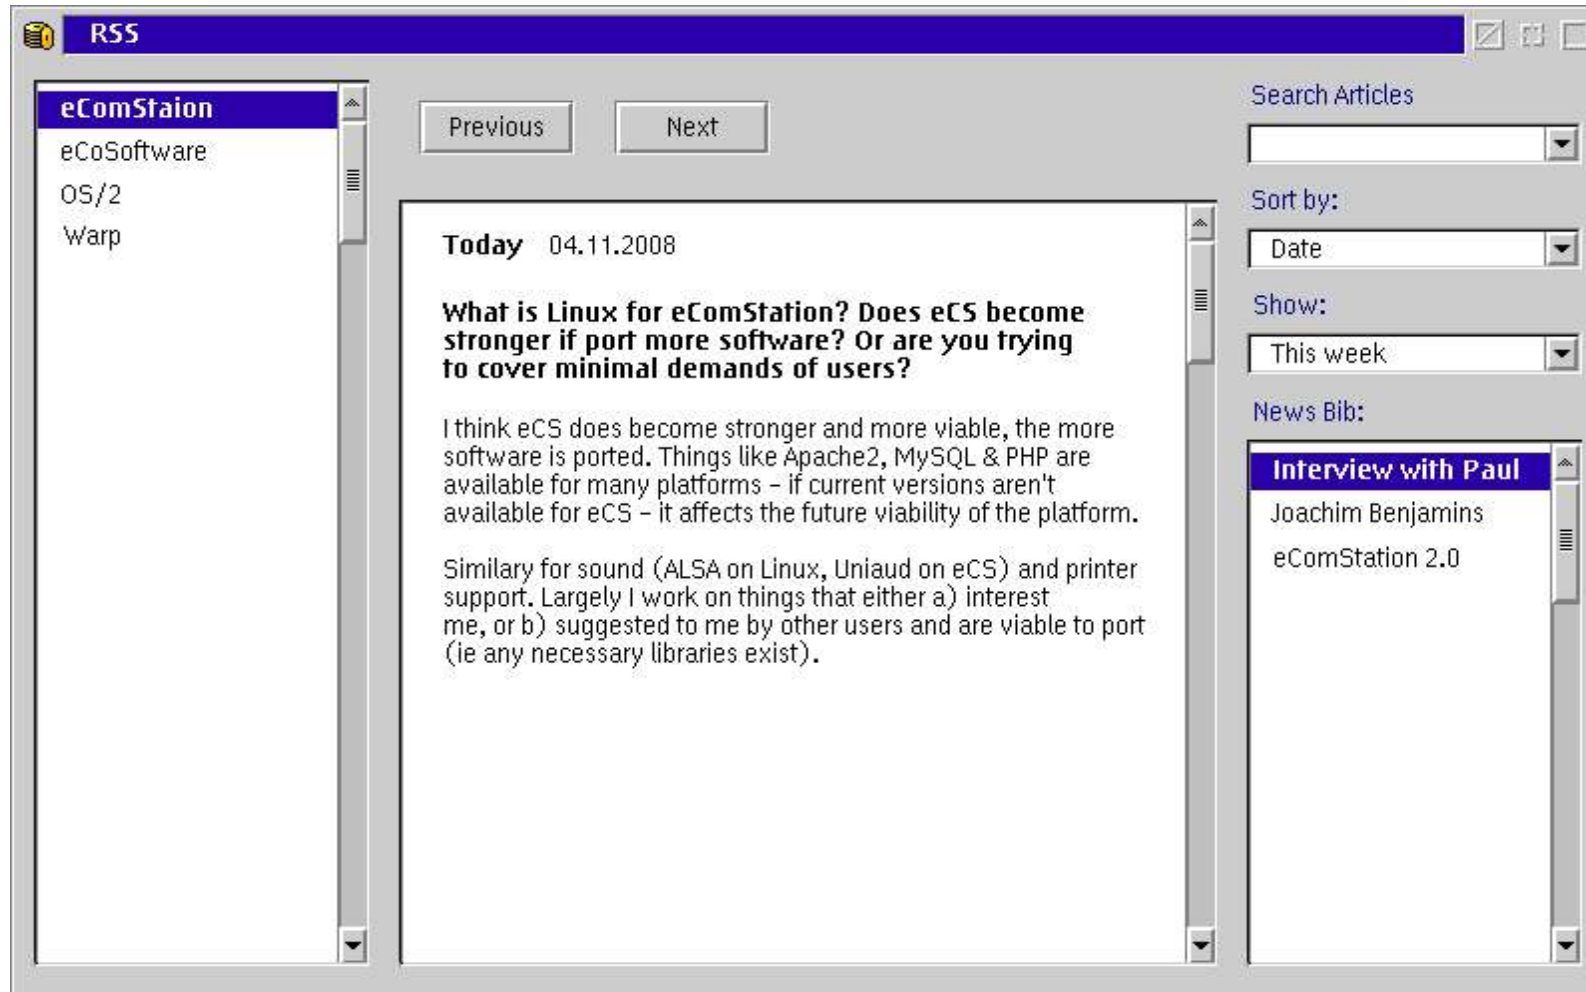 RSS
eComStaion
eCoSoftware
OS/2
Warp
Previous
Next
Today 04.11.2008
What is Linux for eComStation? Does eCS become
stronger if port more software? Or are you trying
to cover minimal demands of users?
I think eCS does become stronger and more viable, the more
software is ported. Things like Apache2, MySQL & PHP are
available for many platforms – if current versions aren't
available for eCS – it affects the future viability of the platform.
Similary for sound (ALSA on Linux, Uniaud on eCS) and printer
support. Largely I work on things that either a) interest
me, or b) suggested to me by other users and are viable to port
(ie any necessary libraries exist).
Search Articles
Sort by:
Date
Show:
This week
News Bib:
Interview with Paul
Joachim Benjamins
eComStation 2.0